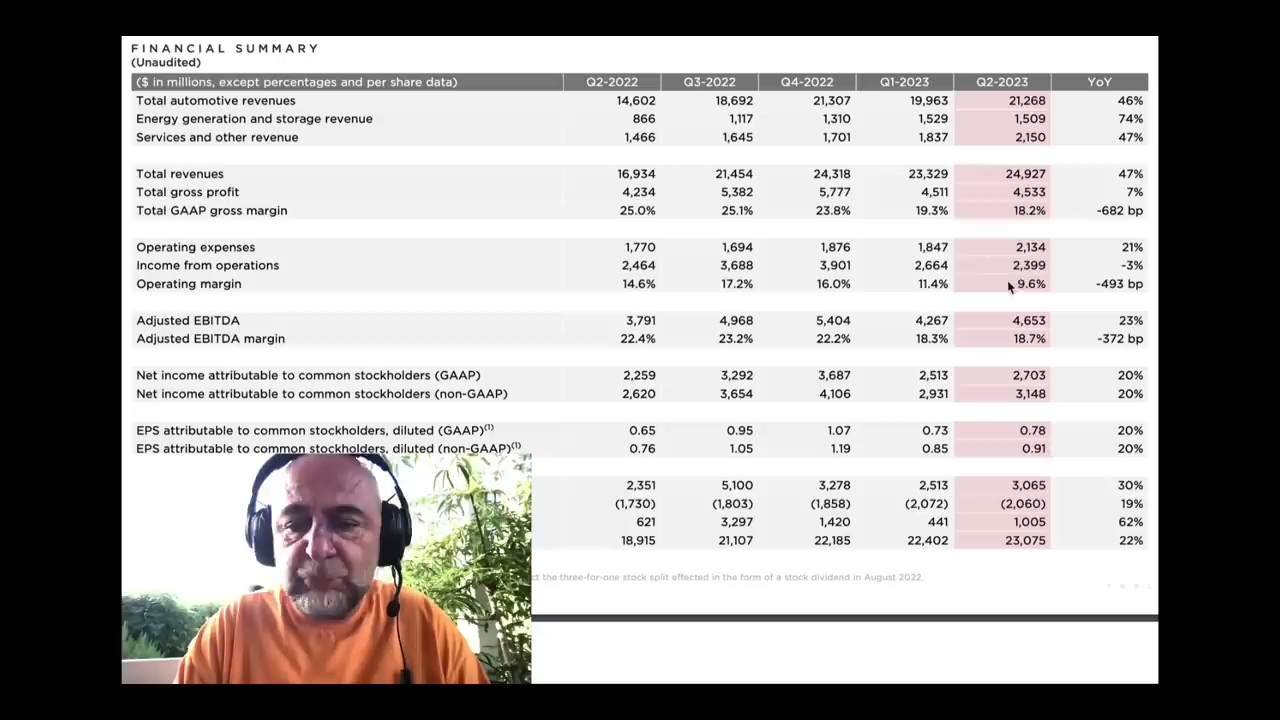 FINANCIAL SUMMARY
(Unaudited)
($ in millions, except percentages and per share data) Q2-2022 Q3-2022 Q4-2022 Q1-2023 Q2-2023 YoY
Total automotive revenues 14,602 18,692 21,307 19,963 21,268 46%
Energy generation and storage revenue 866 1,117 1,310 1,529 1,509 74%
Services and other revenue 1,466 1,645 1,701 1,837 2,150 47%
Total revenues 16,934 21,454 24,318 23,329 24,927 47%
Total gross profit 4,234 5,382 5,777 4,511 4,533 7%
Total GAAP gross margin 25.0% 25.1% 23.8% 19.3% 18.2% -682 bp
Operating expenses 1,770 1,694 1,876 1,847 2,134 21%
Income from operations 2,464 3,688 3,901 2,664 2,399 -3%
Operating margin 14.6% 17.2% 16.0% 11.4% 9.6% -493 bp
Adjusted EBITDA 3,791 4,968 5,404 4,267 4,653 23%
Adjusted EBITDA margin 22.4% 23.2% 22.2% 18.3% 18.7% -372 bp
Net income attributable to common stockholders (GAAP) 2,259 3,292 3,687 2,513 2,703 20%
Net income attributable to common stockholders (non-GAAP) 2,620 3,654 4,106 2,931 3,148 20%
EPS attributable to common stockholders, diluted (GAAP)(1) 0.65 0.95 1.07 0.73 0.78 20%
EPS attributable to common stockholders, diluted (non-GAAP)(1) 0.76 1.05 1.19 0.85 0.91 20%
2,351 5,100 3,278 2,513 3,065 30%
(1,730) (1,803) (1,858) (2,072) (2,060) 19%
621 3,297 1,420 441 1,005 62%
18,915 21,107 22,185 22,402 23,075 22%
the three-for-one stock split effected in the form of a stock dividend in August 2022.